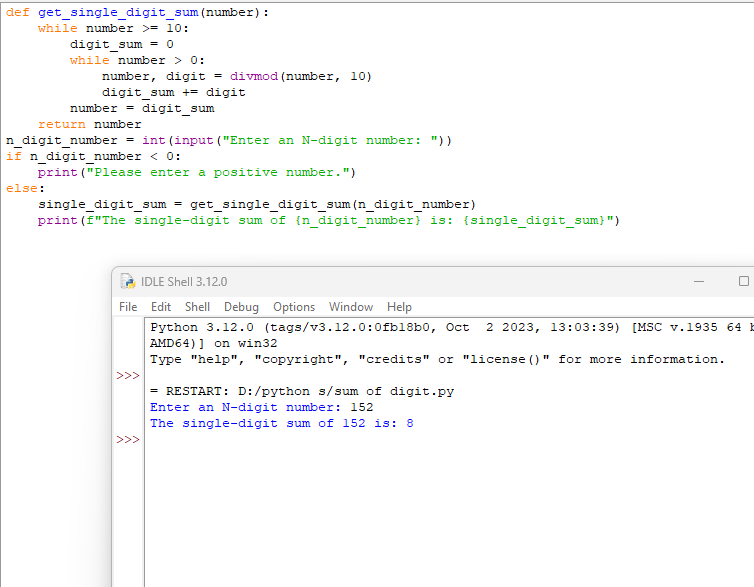 def get_single_digit_sum(number):
    while number >= 10:
        digit_sum = 0
        while number > 0:
            number, digit = divmod(number, 10)
            digit_sum += digit
        number = digit_sum
    return number
n_digit_number = int(input("Enter an N-digit number: "))
if n_digit_number < 0:
    print("Please enter a positive number.")
else:
    single_digit_sum = get_single_digit_sum(n_digit_number)
    print(f"The single-digit sum of {n_digit_number} is: {single_digit_sum}")
IDLE Shell 3.12.0
File Edit Shell Debug Options Window Help
Python 3.12.0 (tags/v3.12.0:0fb18b0, Oct  2 2023, 13:03:39) [MSC v.1935 64 b
AMD64)] on win32
Type "help", "copyright", "credits" or "license()" for more information.
>>>
= RESTART: D:/python s/sum of digit.py
Enter an N-digit number: 152
The single-digit sum of 152 is: 8
>>>